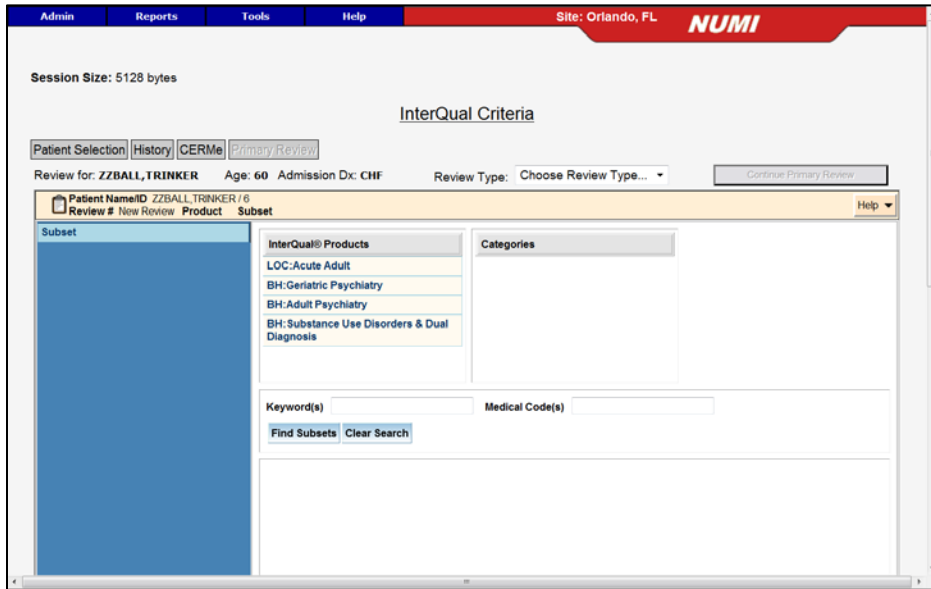 Admin Reports Tools Help Site: Orlando, FL NUMI
Session Size: 5128 bytes
InterQual Criteria
Patient Selection History CERMe Primary Review
Review for: ZZBALL,TRINKER Age: 60 Admission Dx: CHF Review Type: Choose Review Type... Continue Primary Review
Patient Name/ID ZZBALL,TRINKER / 6
Review # New Review Product Subset Help
Subset
InterQual® Products Categories
LOC:Acute Adult
BH:Geriatric Psychiatry
BH:Adult Psychiatry
BH:Substance Use Disorders & Dual
Diagnosis
Keyword(s) Medical Code(s)
Find Subsets Clear Search